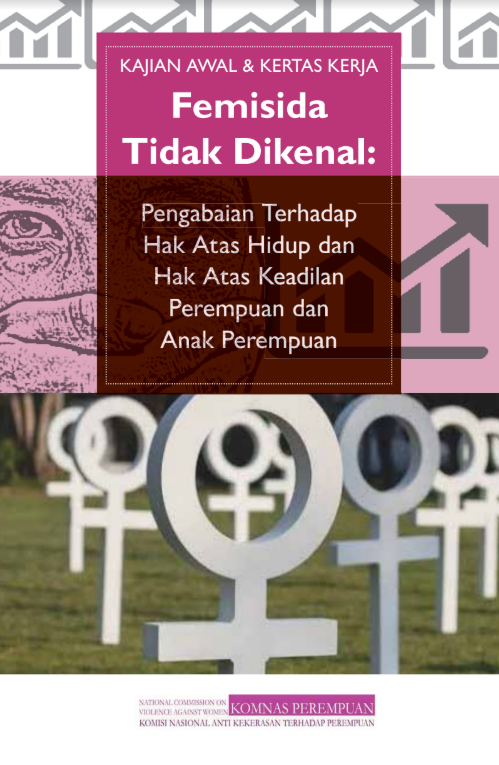 KAJIAN AWAL & KERTAS KERJA
Femisida
Tidak Dikenal:
Pengabaian Terhadap
Hak Atas Hidup dan
Hak Atas Keadilan
Perempuan dan
Anak Perempuan
NATIONAL COMMISSION ON
VIOLENCE AGAINST WOMEN
KOMNAS PEREMPUAN
KOMISI NASIONAL ANTI KEKERASAN TERHADAP PEREMPUAN